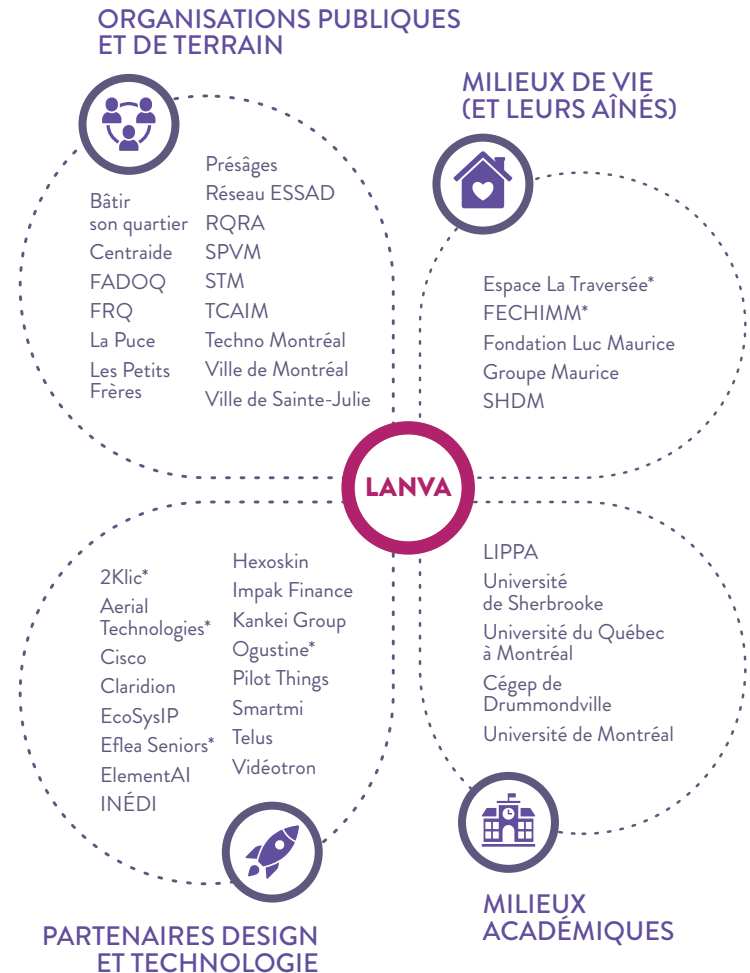 ORGANISATIONS PUBLIQUES
ET DE TERRAIN
Bâtir
son quartier
Centraide
FADOQ
FRQ
La Puce
Les Petits
Frères
Présâges
Réseau ESSAD
RQRA
SPVM
STM
TCAIM
Techno Montréal
Ville de Montréal
Ville de Sainte-Julie
MILIEUX DE VIE
(ET LEURS AÎNÉS)
Espace La Traversée*
FECHIMM*
Fondation Luc Maurice
Groupe Maurice
SHDM
LANVA
2Klic*
Aerial
Technologies*
Cisco
Claridion
EcoSysIP
Eflea Seniors*
ElementAI
INÉDI
Hexoskin
Impak Finance
Kankei Group
Ogustine*
Pilot Things
Smartmi
Telus
Vidéotron
PARTENAIRES DESIGN
ET TECHNOLOGIE
LIPPA
Université
de Sherbrooke
Université du Québec
à Montréal
Cégep de
Drummondville
Université de Montréal
MILIEUX
ACADÉMIQUES